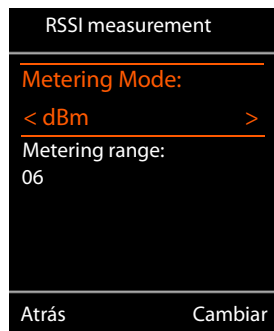 RSSI measurement
Metering Mode:
< dBm >
Metering range:
06
Atrás Cambiar